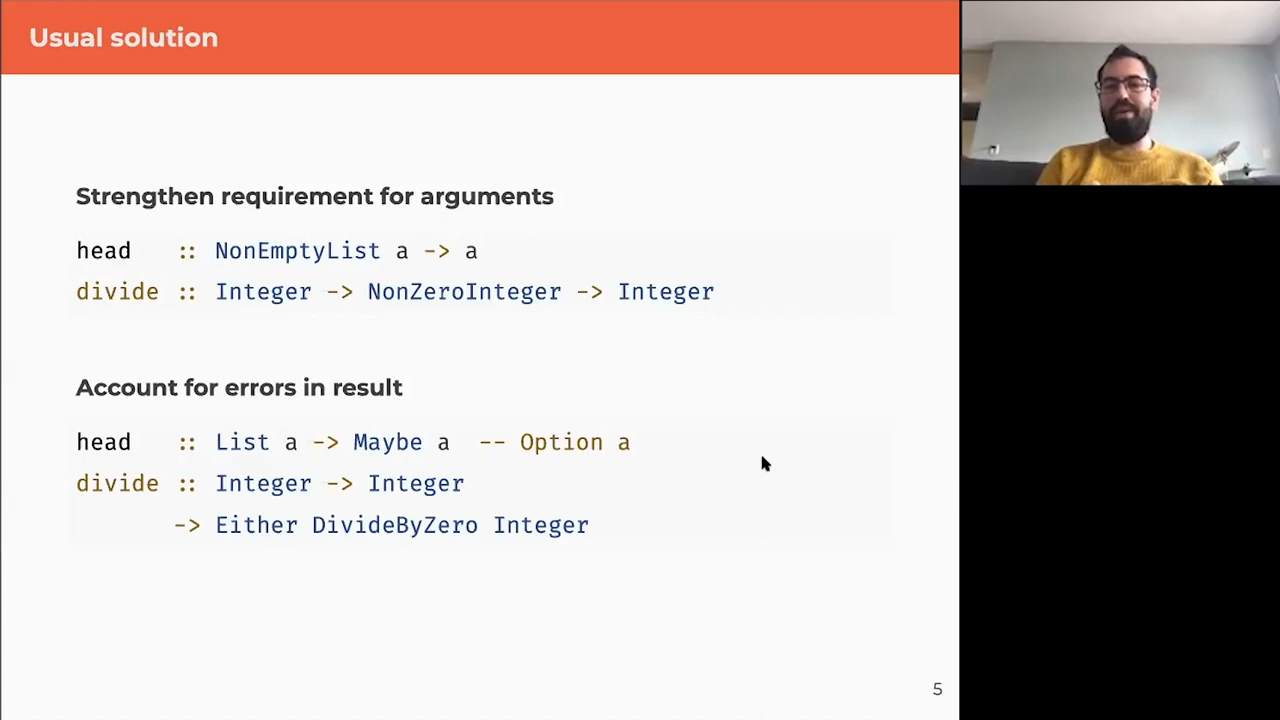 Usual solution
Strengthen requirement for arguments
head :: NonEmptyList a -> a
divide :: Integer -> NonZeroInteger -> Integer
Account for errors in result
head :: List a -> Maybe a -- Option a
divide :: Integer -> Integer
-> Either DivideByZero Integer
5